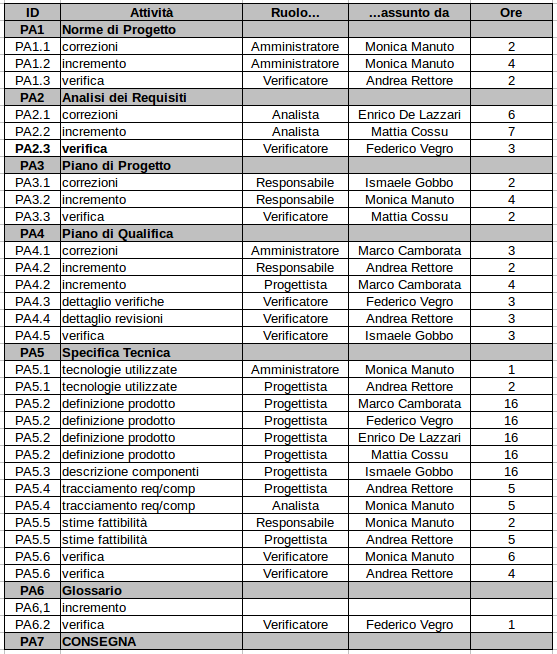 ID Attività Ruolo... ...assunto da Ore
PA1 Norme di Progetto
PA1.1 correzioni Amministratore Monica Manuto 2
PA1.2 incremento Amministratore Monica Manuto 4
PA1.3 verifica Verificatore Andrea Rettore 2
PA2 Analisi dei Requisiti
PA2.1 correzioni Analista Enrico De Lazzari 6
PA2.2 incremento Analista Mattia Cossu 7
PA2.3 verifica Verificatore Federico Vegro 3
PA3 Piano di Progetto
PA3.1 correzioni Responsabile Ismaele Gobbo 2
PA3.2 incremento Responsabile Monica Manuto 4
PA3.3 verifica Verificatore Mattia Cossu 2
PA4 Piano di Qualifica
PA4.1 correzioni Amministratore Marco Camborata 3
PA4.2 incremento Responsabile Andrea Rettore 2
PA4.2 incremento Progettista Marco Camborata 4
PA4.3 dettaglio verifiche Verificatore Federico Vegro 3
PA4.4 dettaglio revisioni Verificatore Andrea Rettore 3
PA4.5 verifica Verificatore Ismaele Gobbo 3
PA5 Specifica Tecnica
PA5.1 tecnologie utilizzate Amministratore Monica Manuto 1
PA5.1 tecnologie utilizzate Progettista Andrea Rettore 2
PA5.2 definizione prodotto Progettista Marco Camborata 16
PA5.2 definizione prodotto Progettista Federico Vegro 16
PA5.2 definizione prodotto Progettista Enrico De Lazzari 16
PA5.2 definizione prodotto Progettista Mattia Cossu 16
PA5.3 descrizione componenti Progettista Ismaele Gobbo 16
PA5.4 tracciamento req/comp Progettista Andrea Rettore 5
PA5.4 tracciamento req/comp Analista Monica Manuto 5
PA5.5 stime fattibilità Responsabile Monica Manuto 2
PA5.5 stime fattibilità Progettista Andrea Rettore 5
PA5.6 verifica Verificatore Monica Manuto 6
PA5.6 verifica Verificatore Andrea Rettore 4
PA6 Glossario
PA6,1 incremento
PA6.2 verifica Verificatore Federico Vegro 1
PA7 CONSEGNA